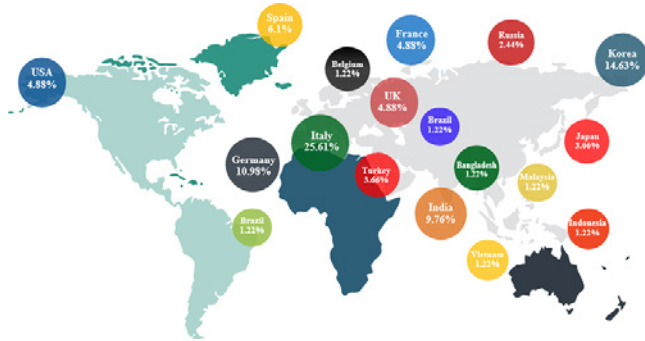 Spain
6.1%
France
4.88%
Russia
2.44%
Korea
14.63%
USA
4.88%
Belgium
1.22%
UK
4.88%
Brazil
1.22%
Italy
25.61%
Japan
3.66%
Germany
10.98%
Turkey
3.66%
Bangladesh
1.22%
Malaysia
1.22%
India
9.76%
Brazil
1.22%
Indonesia
1.22%
Vietnam
1.22%